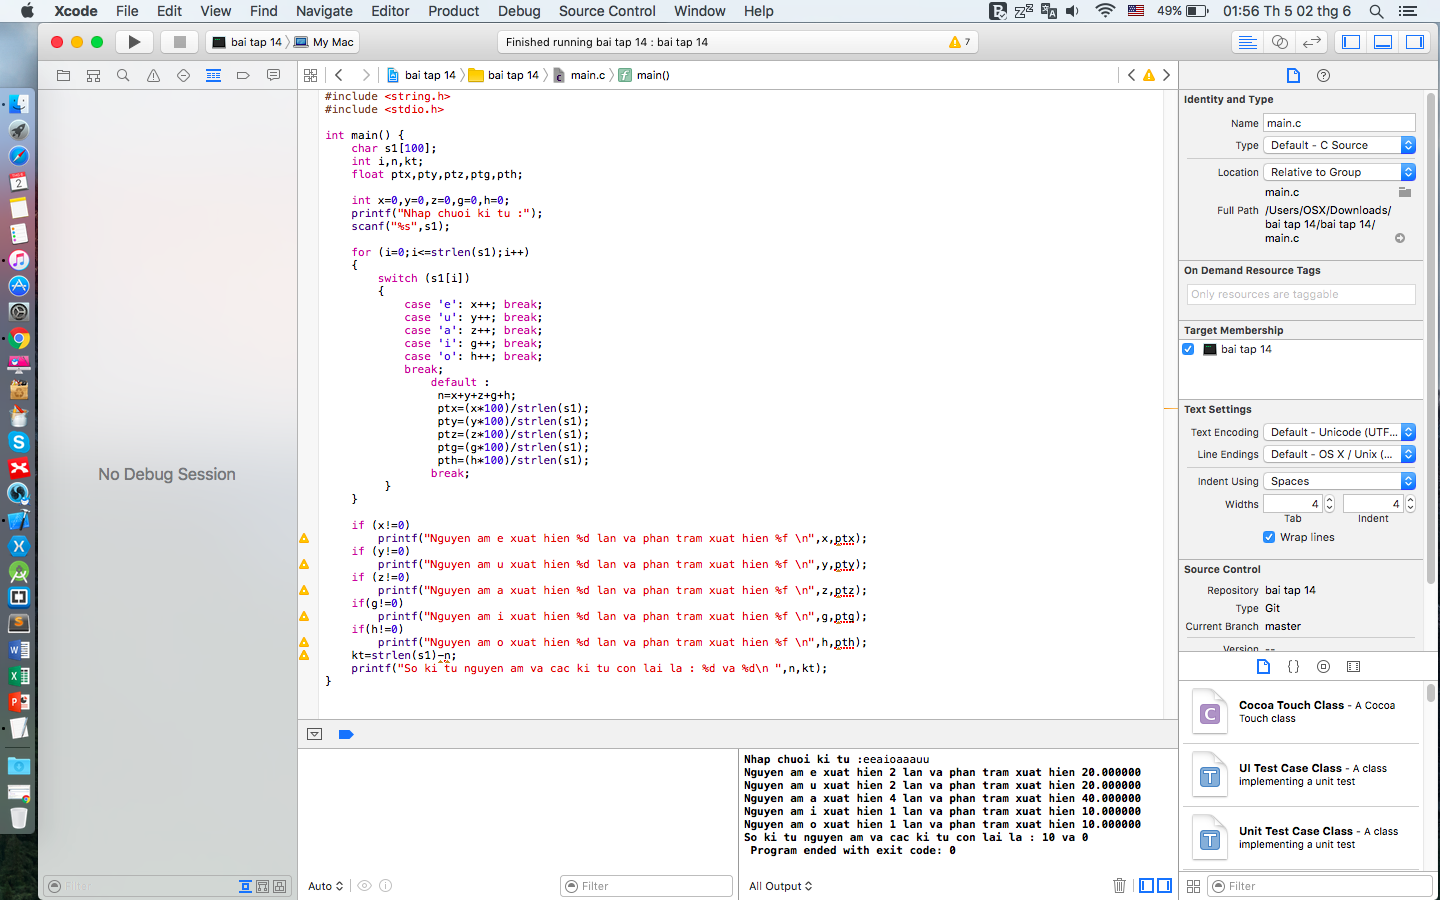 Xcode File Edit View Find Navigate Editor Product Debug Source Control Window Help 49% 01:56 Th 5 02 thg 6
bai tap 14 My Mac
Finished running bai tap 14 : bai tap 14
7
bai tap 14 bai tap 14 main.c main()
No Debug Session
Filter
#include <string.h>
#include <stdio.h>
int main() {
char s1[100];
int i,n,kt;
float ptx,pty,ptz,ptg,pth;
int x=0,y=0,z=0,g=0,h=0;
printf("Nhap chuoi ki tu :");
scanf("%s",s1);
for (i=0;i<=strlen(s1);i++)
{
switch (s1[i])
{
case 'e': x++; break;
case 'u': y++; break;
case 'a': z++; break;
case 'i': g++; break;
case 'o': h++; break;
break;
default :
n=x+y+z+g+h;
ptx=(x*100)/strlen(s1);
pty=(y*100)/strlen(s1);
ptz=(z*100)/strlen(s1);
ptg=(g*100)/strlen(s1);
pth=(h*100)/strlen(s1);
break;
}
}
if (x!=0)
printf("Nguyen am e xuat hien %d lan va phan tram xuat hien %f \n",x,ptx);
if (y!=0)
printf("Nguyen am u xuat hien %d lan va phan tram xuat hien %f \n",y,pty);
if (z!=0)
printf("Nguyen am a xuat hien %d lan va phan tram xuat hien %f \n",z,ptz);
if(g!=0)
printf("Nguyen am i xuat hien %d lan va phan tram xuat hien %f \n",g,ptg);
if(h!=0)
printf("Nguyen am o xuat hien %d lan va phan tram xuat hien %f \n",h,pth);
kt=strlen(s1)-n;
printf("So ki tu nguyen am va cac ki tu con lai la : %d va %d\n ",n,kt);
}
Auto
Filter
Nhap chuoi ki tu :eeaioaaauu
Nguyen am e xuat hien 2 lan va phan tram xuat hien 20.000000
Nguyen am u xuat hien 2 lan va phan tram xuat hien 20.000000
Nguyen am a xuat hien 4 lan va phan tram xuat hien 40.000000
Nguyen am i xuat hien 1 lan va phan tram xuat hien 10.000000
Nguyen am o xuat hien 1 lan va phan tram xuat hien 10.000000
So ki tu nguyen am va cac ki tu con lai la : 10 va 0
Program ended with exit code: 0
All Output
Identity and Type
Name main.c
Type Default - C Source
Location Relative to Group
main.c
Full Path /Users/OSX/Downloads/
bai tap 14/bai tap 14/
main.c
On Demand Resource Tags
Only resources are taggable
Target Membership
bai tap 14
Text Settings
Text Encoding Default - Unicode (UTF...
Line Endings Default - OS X / Unix (...
Indent Using Spaces
Widths 4 4
Tab Indent
Wrap lines
Source Control
Repository bai tap 14
Type Git
Current Branch master
Version --
Cocoa Touch Class - A Cocoa
Touch class
UI Test Case Class - A class
implementing a unit test
Unit Test Case Class - A class
implementing a unit test
Filter